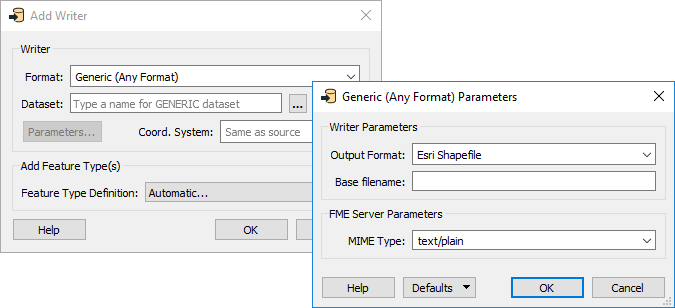 Add Writer
Writer
Format: Generic (Any Format)
Dataset: Type a name for GENERIC dataset ...
Parameters... Coord. System: Same as source
Add Feature Type(s)
Feature Type Definition: Automatic...
Help OK
Generic (Any Format) Parameters
Writer Parameters
Output Format: Esri Shapefile
Base filename:
FME Server Parameters
MIME Type: text/plain
Help Defaults OK Cancel